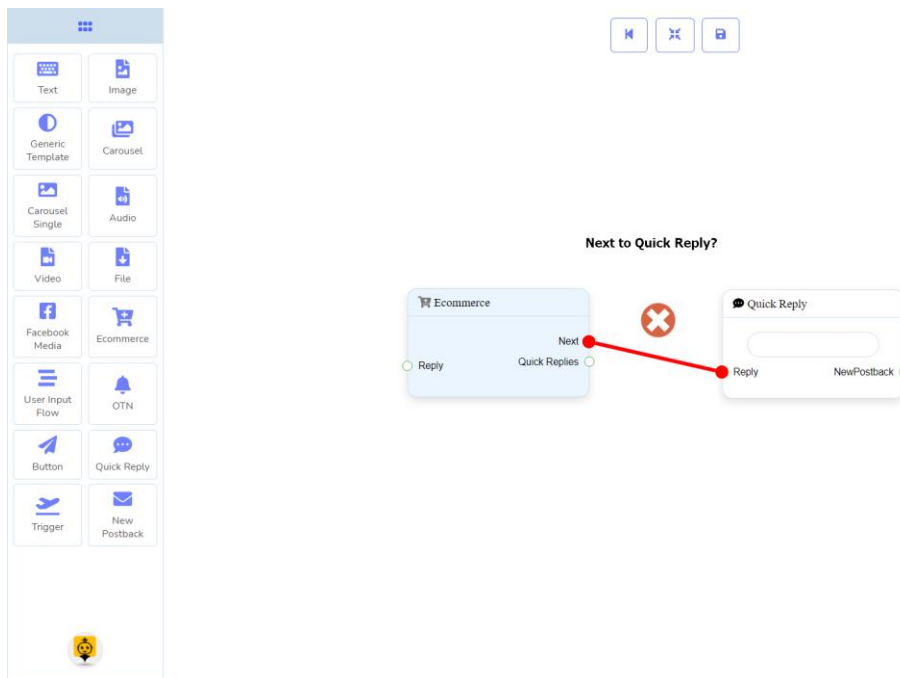 Text
Image
Generic
Template
Carousel
Carousel
Single
Audio
Video
File
Facebook
Media
Ecommerce
User Input
Flow
OTN
Button
Quick Reply
Trigger
New
Postback
Next to Quick Reply?
Ecommerce
Next
Reply
Quick Replies
Quick Reply
Reply
NewPostback